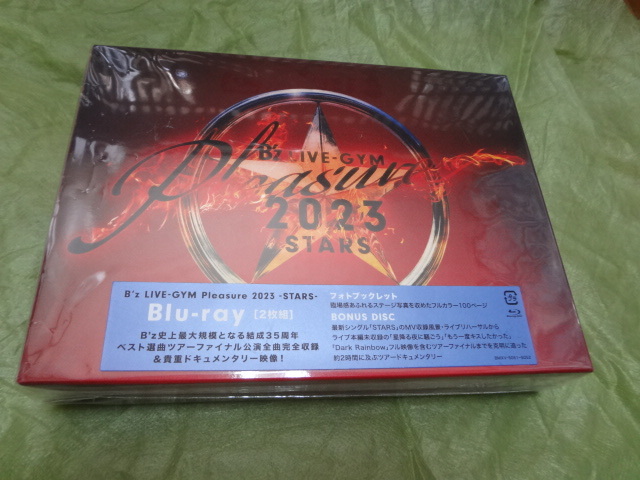 B'z LIVE-GYM
Pleasure
2023
-STARS-
B'z LIVE-GYM Pleasure 2023 -STARS-
Blu-ray [2枚組]
B'z史上最大規模となる結成35周年
ベスト選曲ツアーファイナル公演全曲完全収録
&貴重ドキュメンタリー映像!
フォトブックレット
臨場感あふれるステージ写真を収めたフルカラー100ページ
BONUS DISC
最新シングル「STARS」のMV収録風景・ライブリハーサルから
ライブ本編未収録の「星降る夜に騒ごう」「もう一度キスしたかった」
「Dark Rainbow」フル映像を含むツアーファイナルまでを克明に追った
約2時間に及ぶツアードキュメンタリー